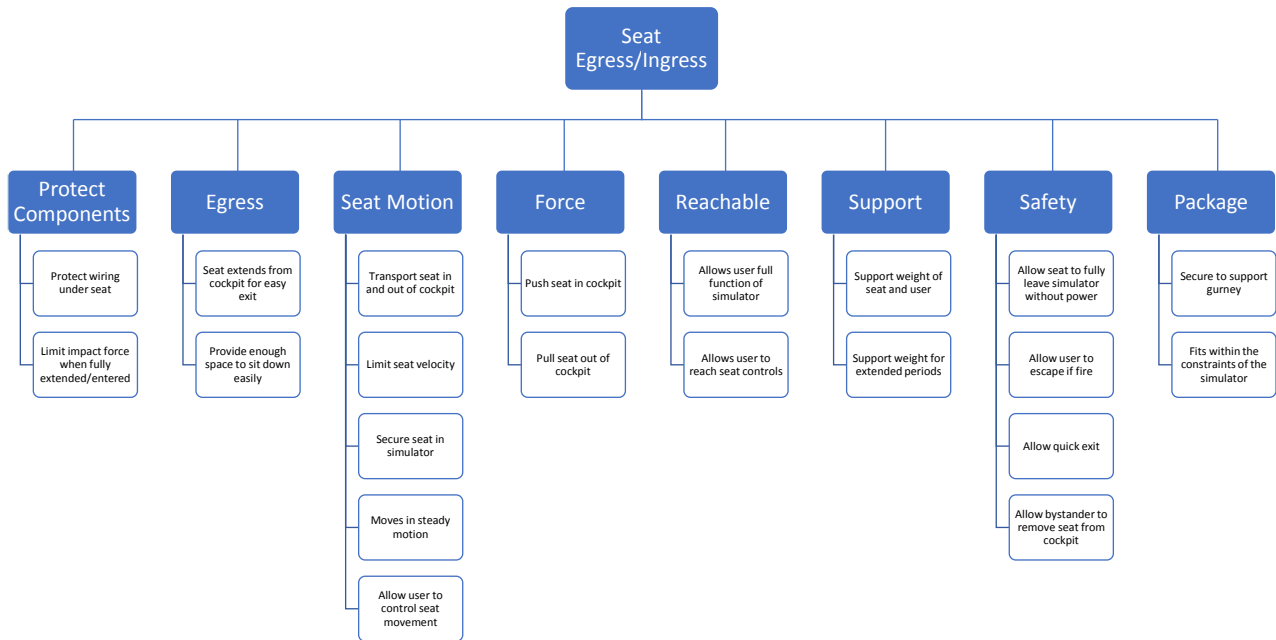 Seat
Egress/Ingress
Protect
Components
Egress
Seat Motion
Force
Reachable
Support
Safety
Package
Protect wiring
under seat
Limit impact force
when fully
extended/entered
Seat extends from
cockpit for easy
exit
Provide enough
space to sit down
easily
Transport seat in
and out of cockpit
Limit seat velocity
Secure seat in
simulator
Moves in steady
motion
Allow user to
control seat
movement
Push seat in cockpit
Pull seat out of
cockpit
Allows user full
function of
simulator
Allows user to
reach seat controls
Support weight of
seat and user
Support weight for
extended periods
Allow seat to fully
leave simulator
without power
Allow user to
escape if fire
Allow quick exit
Allow bystander to
remove seat from
cockpit
Secure to support
gurney
Fits within the
constraints of the
simulator